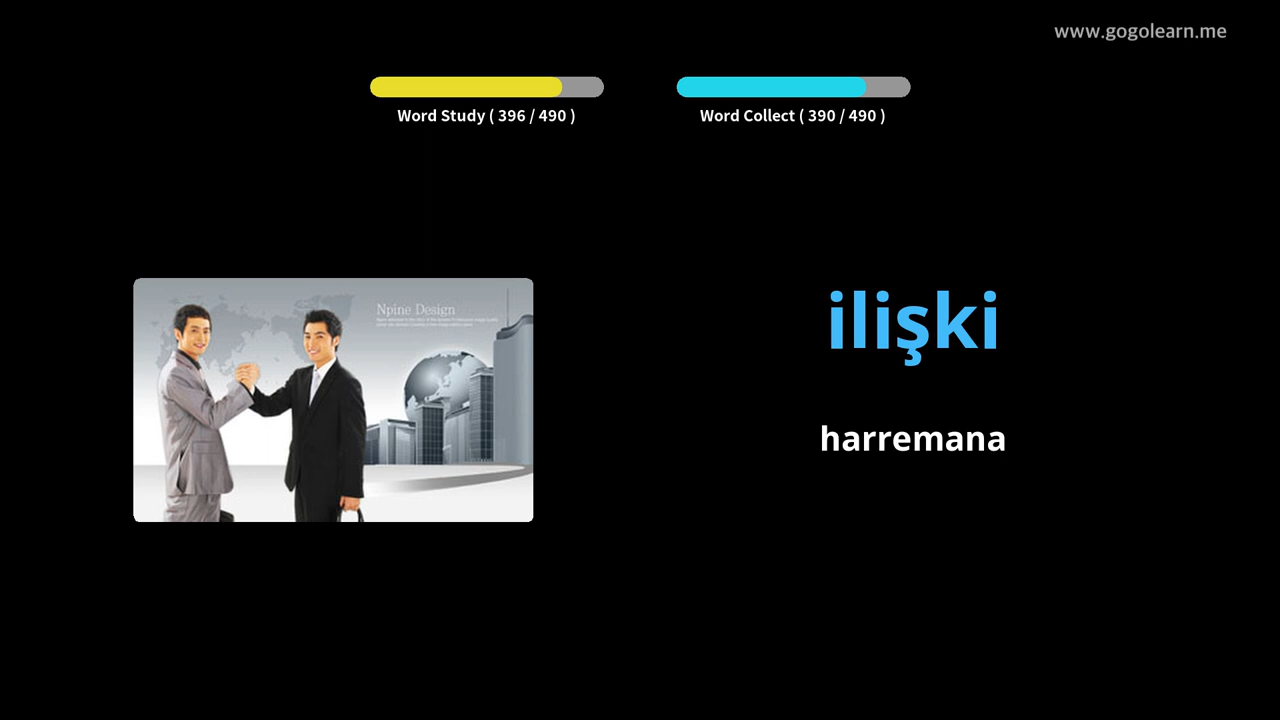 www.gogolearn.me
Word Study ( 396 / 490 )
Word Collect ( 390 / 490 )
Npine Design
ilişki
harremana